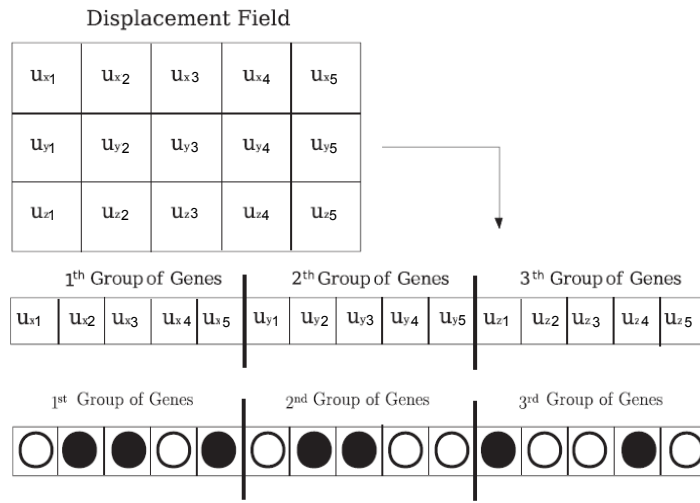 Displacement Field
ux1 ux2 ux3 ux4 ux5
uy1 uy2 uy3 uy4 uy5
uz1 uz2 uz3 uz4 uz5
1th Group of Genes 2th Group of Genes 3th Group of Genes
ux1 ux2 ux3 ux4 ux5 uy1 uy2 uy3 uy4 uy5 uz1 uz2 uz3 uz4 uz5
1st Group of Genes 2nd Group of Genes 3rd Group of Genes